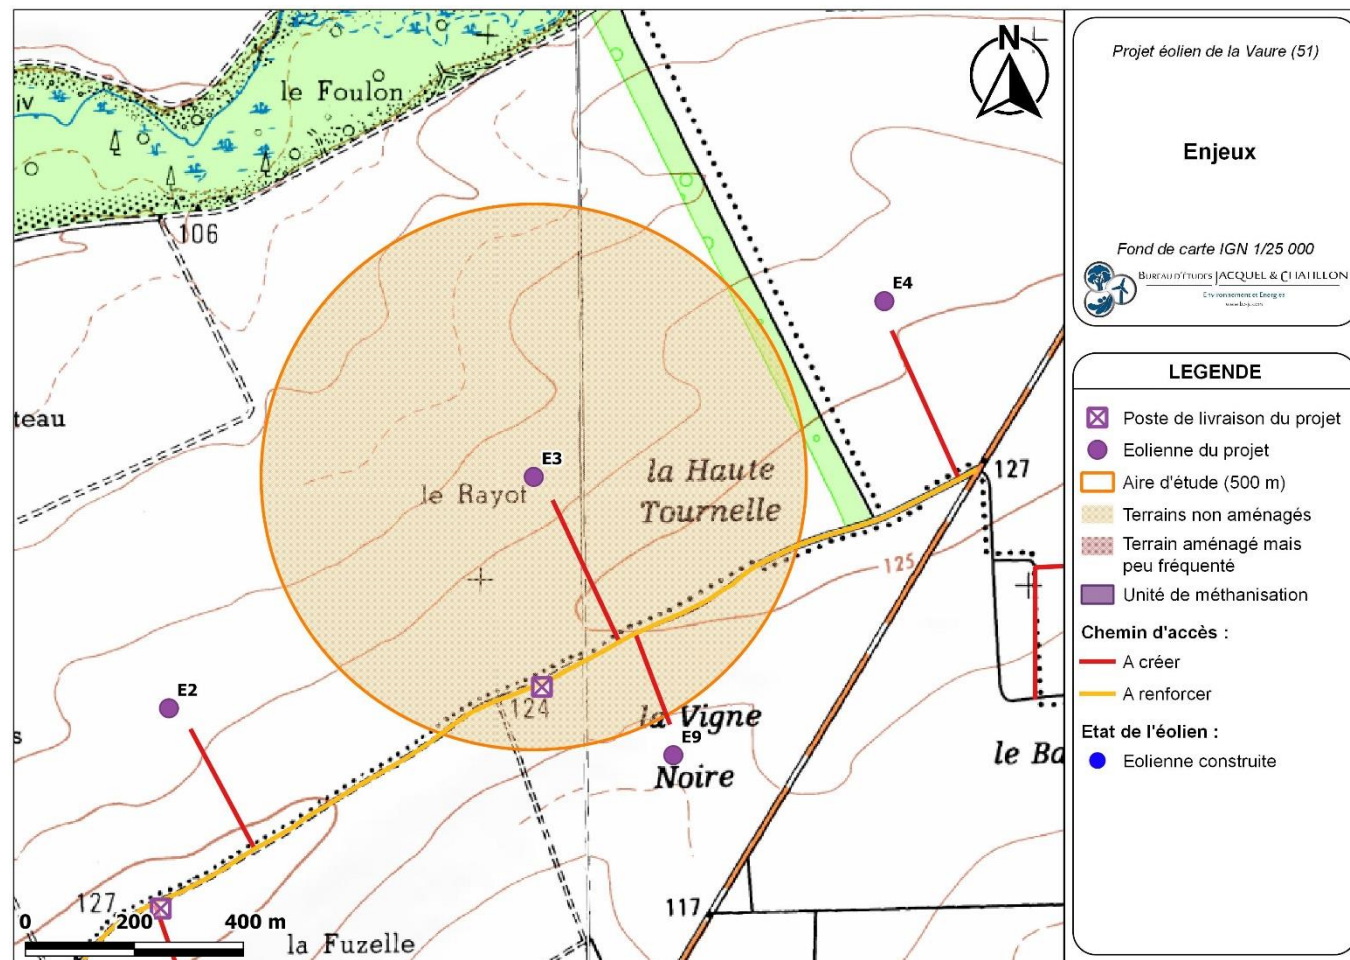 le Foulon
106
teau
E4
E3
le Rayot
la Haute
Tournelle
127
125
E2
124
la Vigne
E9
Noire
le Ba
127
117
la Fuzelle
0 200 400 m
N
Projet éolien de la Vaure (51)
Enjeux
Fond de carte IGN 1/25 000
BUREAU D'ÉTUDES JACQUEL & CHATILLON
Environnement et Energies
LEGENDE
Poste de livraison du projet
Eolienne du projet
Aire d'étude (500 m)
Terrains non aménagés
Terrain aménagé mais
peu fréquenté
Unité de méthanisation
Chemin d'accès :
A créer
A renforcer
Etat de l'éolien :
Eolienne construite